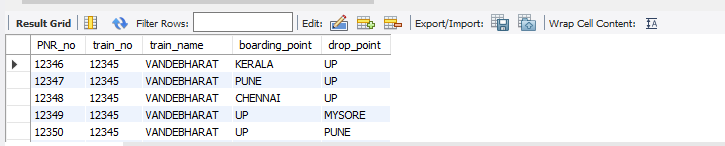 Result Grid Filter Rows: Edit: Export/Import: Wrap Cell Content: IA
PNR_no train_no train_name boarding_point drop_point
12346 12345 VANDEBHARAT KERALA UP
12347 12345 VANDEBHARAT PUNE UP
12348 12345 VANDEBHARAT CHENNAI UP
12349 12345 VANDEBHARAT UP MYSORE
12350 12345 VANDEBHARAT UP PUNE